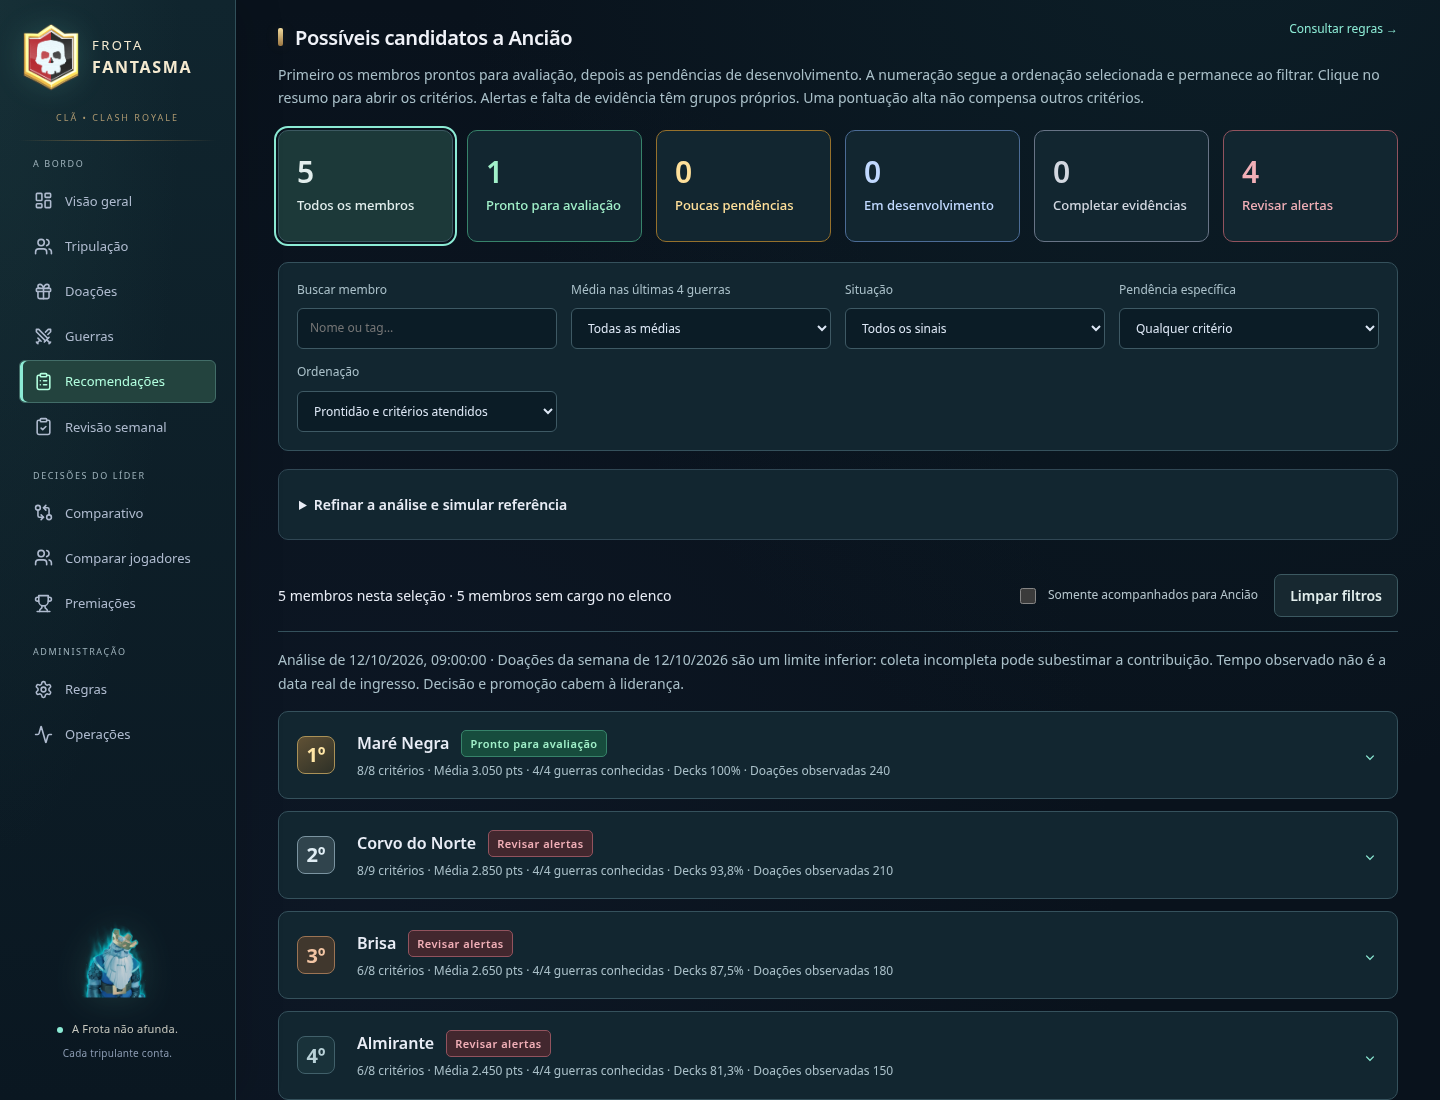 FROTA
FANTASMA
CLÃ • CLASH ROYALE
A BORDO
Visão geral
Tripulação
Doações
Guerras
Recomendações
Revisão semanal
DECISÕES DO LÍDER
Comparativo
Comparar jogadores
Premiações
ADMINISTRAÇÃO
Regras
Operações
A Frota não afunda.
Cada tripulante conta.
Possíveis candidatos a Ancião
Consultar regras →
Primeiro os membros prontos para avaliação, depois as pendências de desenvolvimento. A numeração segue a ordenação selecionada e permanece ao filtrar. Clique no
resumo para abrir os critérios. Alertas e falta de evidência têm grupos próprios. Uma pontuação alta não compensa outros critérios.
5
Todos os membros
1
Pronto para avaliação
0
Poucas pendências
0
Em desenvolvimento
0
Completar evidências
4
Revisar alertas
Buscar membro
Nome ou tag...
Média nas últimas 4 guerras
Todas as médias
Situação
Todos os sinais
Pendência específica
Qualquer critério
Ordenação
Prontidão e critérios atendidos
Refinar a análise e simular referência
5 membros nesta seleção · 5 membros sem cargo no elenco
Somente acompanhados para Ancião
Limpar filtros
Análise de 12/10/2026, 09:00:00 · Doações da semana de 12/10/2026 são um limite inferior: coleta incompleta pode subestimar a contribuição. Tempo observado não é a
data real de ingresso. Decisão e promoção cabem à liderança.
1º
Maré Negra
Pronto para avaliação
8/8 critérios · Média 3.050 pts · 4/4 guerras conhecidas · Decks 100% · Doações observadas 240
2º
Corvo do Norte
Revisar alertas
8/9 critérios · Média 2.850 pts · 4/4 guerras conhecidas · Decks 93,8% · Doações observadas 210
3º
Brisa
Revisar alertas
6/8 critérios · Média 2.650 pts · 4/4 guerras conhecidas · Decks 87,5% · Doações observadas 180
4º
Almirante
Revisar alertas
6/8 critérios · Média 2.450 pts · 4/4 guerras conhecidas · Decks 81,3% · Doações observadas 150